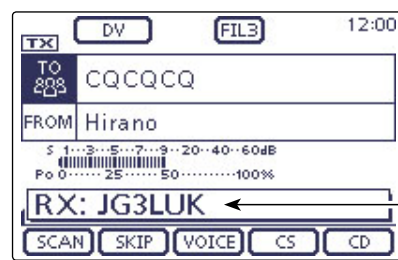 DV FIL3 12:00
TX
TO CQCQCQ
FROM Hirano
S 1···3···5···7···9··20··40··60dB
Po 0······25······50··········100%
RX: JG3LUK
SCAN SKIP VOICE CS CD